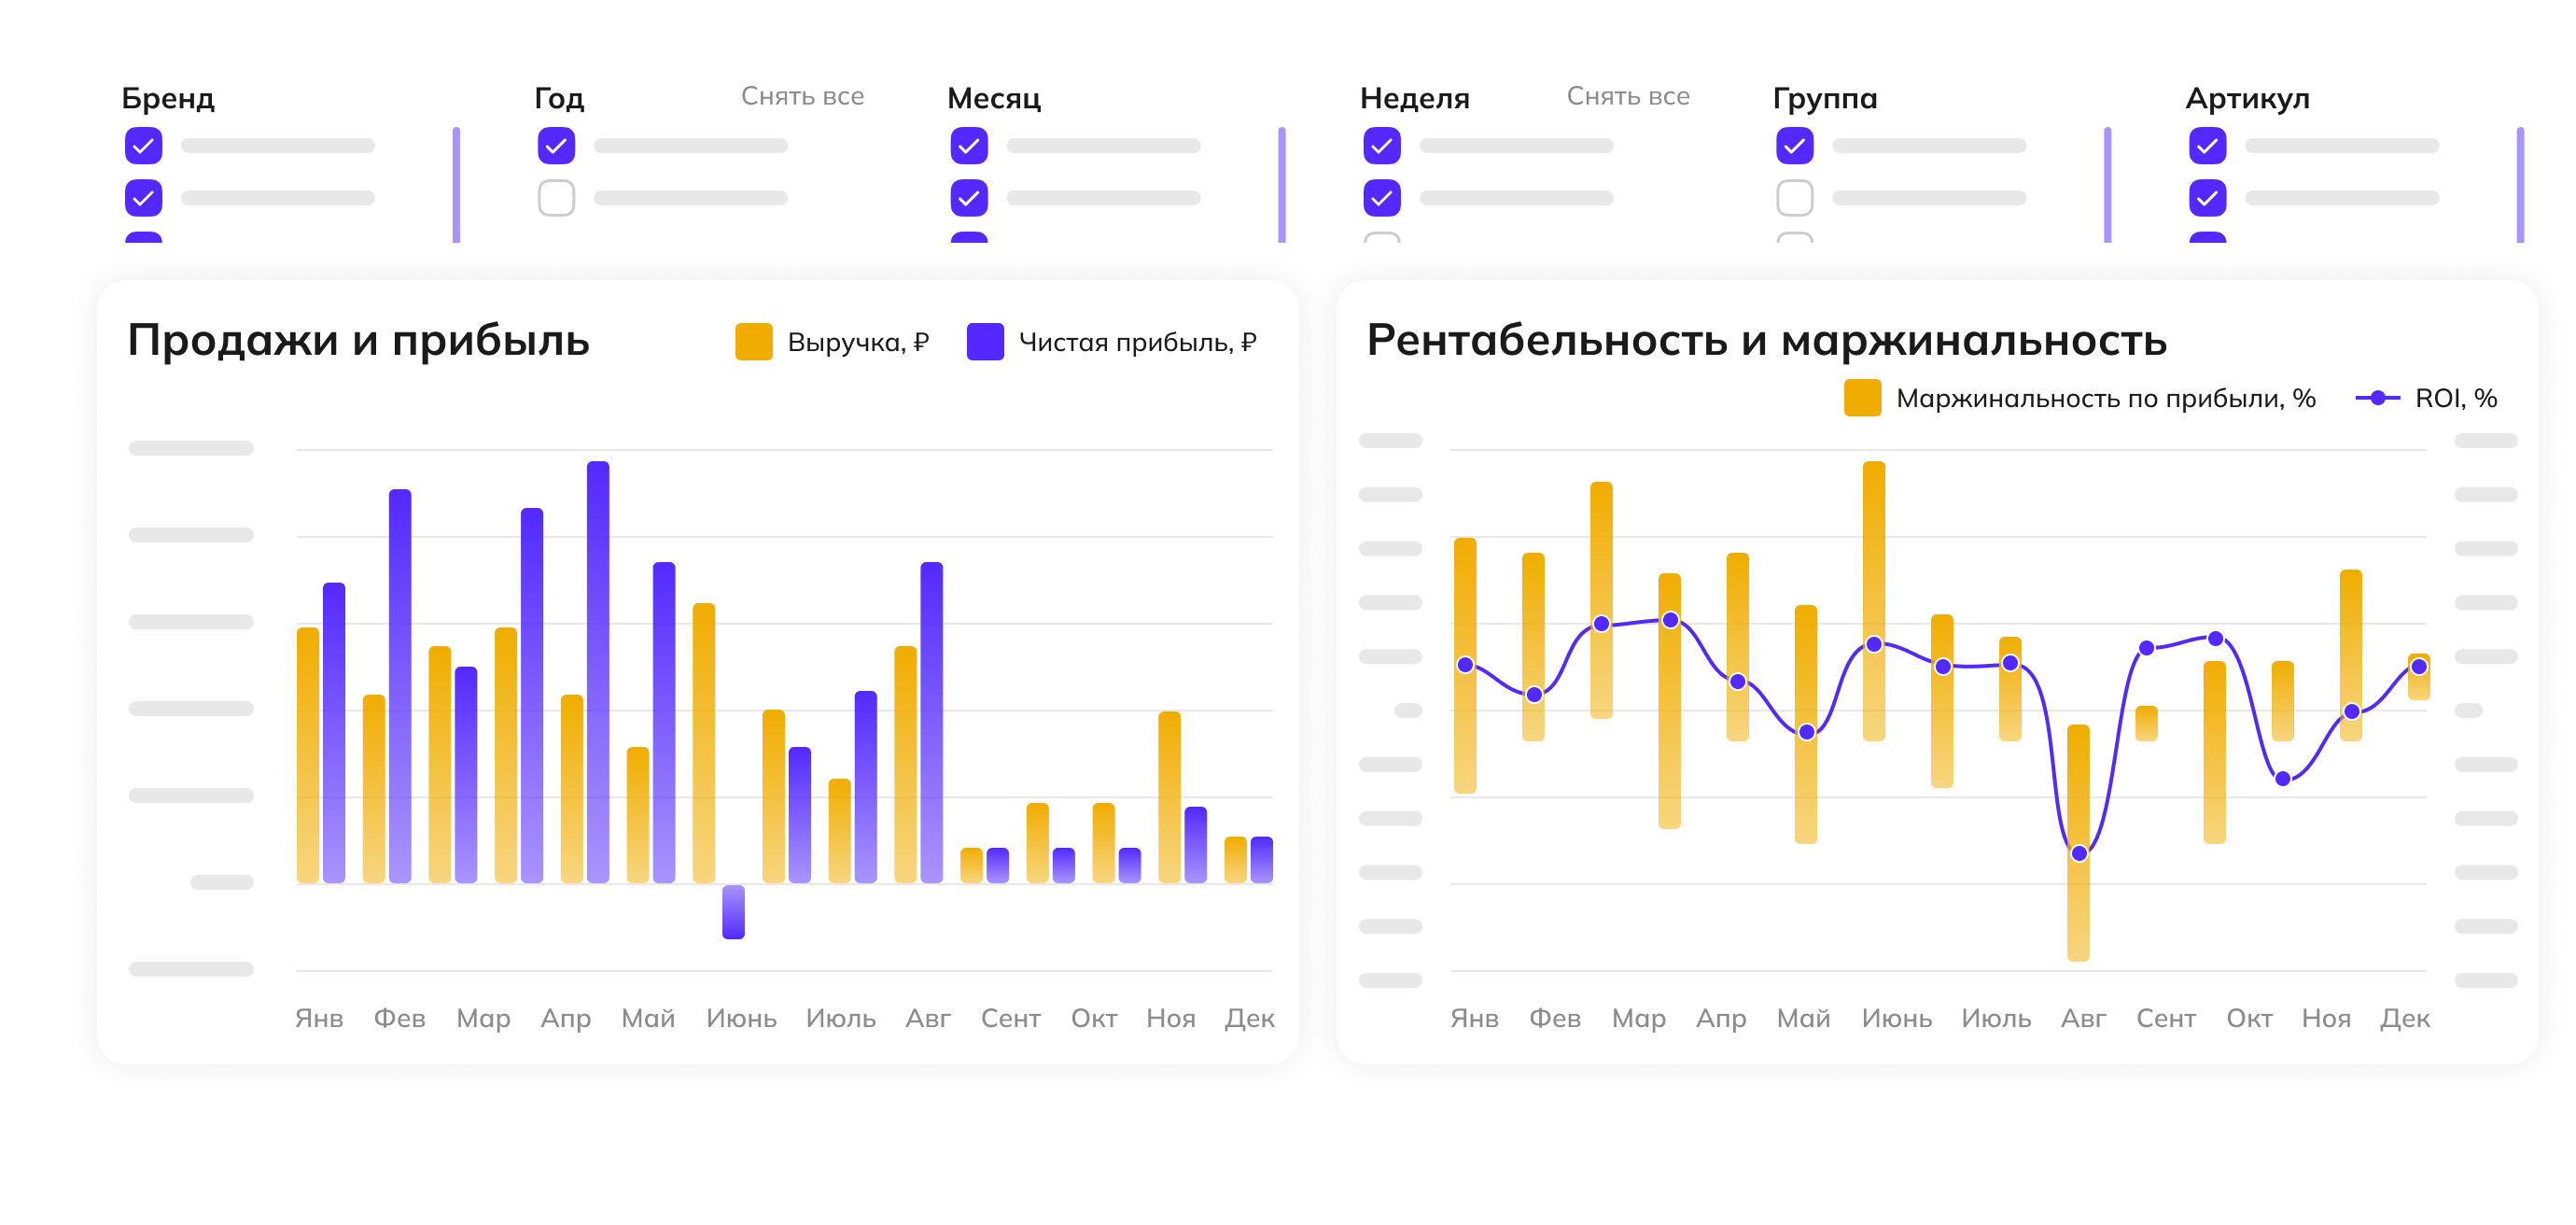 Бренд
Год
Снять все
Месяц
Неделя
Снять все
Группа
Артикул
Продажи и прибыль
Выручка, ₽
Чистая прибыль, ₽
Янв Фев Мар Апр Май Июнь Июль Авг Сент Окт Ноя Дек
Рентабельность и маржинальность
Маржинальность по прибыли, %
ROI, %
Янв Фев Мар Апр Май Июнь Июль Авг Сент Окт Ноя Дек